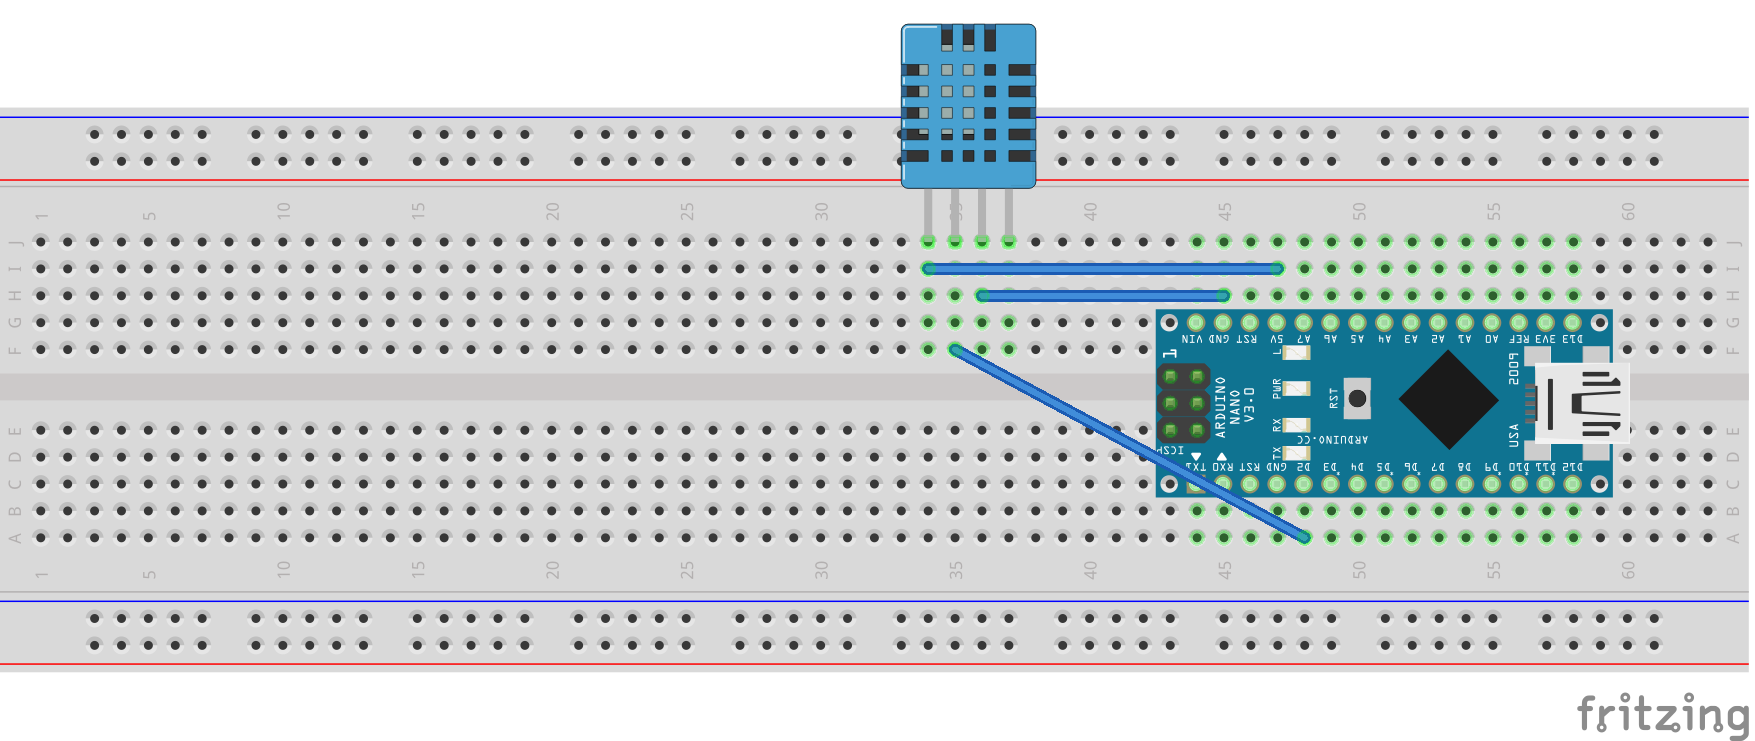 1 5 10 15 20 25 30 35 40 45 50 55 60
J J
I I
H H
G G
F F
VIN GND RST 5V A7 A6 A5 A4 A3 A2 A1 A0 REF 3V3 D13
1
L
PWR
RX
TX
ARDUINO
NANO
V3.0
RST
ARDUINO.CC
USA
ICSP
TX1 RX0 RST GND D2 D3 D4 D5 D6 D7 D8 D9 D10 D11 D12
E E
D D
C C
B B
A A
1 5 10 15 20 25 30 35 40 45 50 55 60
fritzing